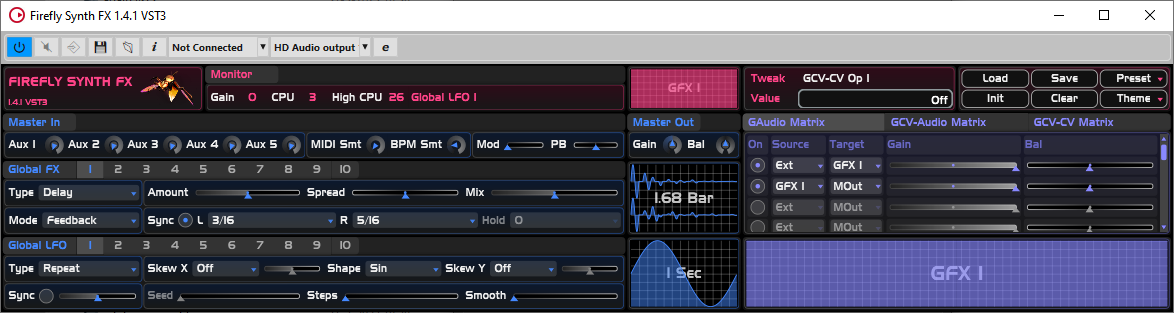 Firefly Synth FX 1.4.1 VST3
i Not Connected HD Audio output e
FIREFLY SYNTH FX
1.4.1 VST3
Monitor
Gain 0 CPU 3 High CPU 26 Global LFO 1
GFX 1
Tweak GCV-CV Op 1
Value Off
Load Save Preset
Init Clear Theme
Master In
Aux 1 Aux 2 Aux 3 Aux 4 Aux 5 MIDI Smt BPM Smt Mod PB
Master Out
Gain Bal
Global FX 1 2 3 4 5 6 7 8 9 10
Type Delay Amount Spread Mix
Mode Feedback Sync L 3/16 R 5/16 Hold 0
1.68 Bar
Global LFO 1 2 3 4 5 6 7 8 9 10
Type Repeat Skew X Off Shape Sin Skew Y Off
Sync Seed Steps Smooth
1 Sec
GAudio Matrix GCV-Audio Matrix GCV-CV Matrix
On Source Target Gain Bal
Ext GFX 1
GFX 1 MOut
Ext MOut
Ext MOut
GFX 1